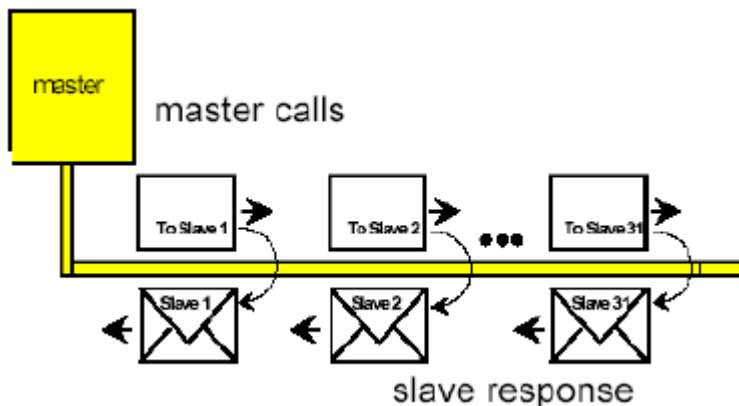 master
master calls
To Slave 1
To Slave 2
To Slave 31
Slave 1
Slave 2
Slave 31
slave response